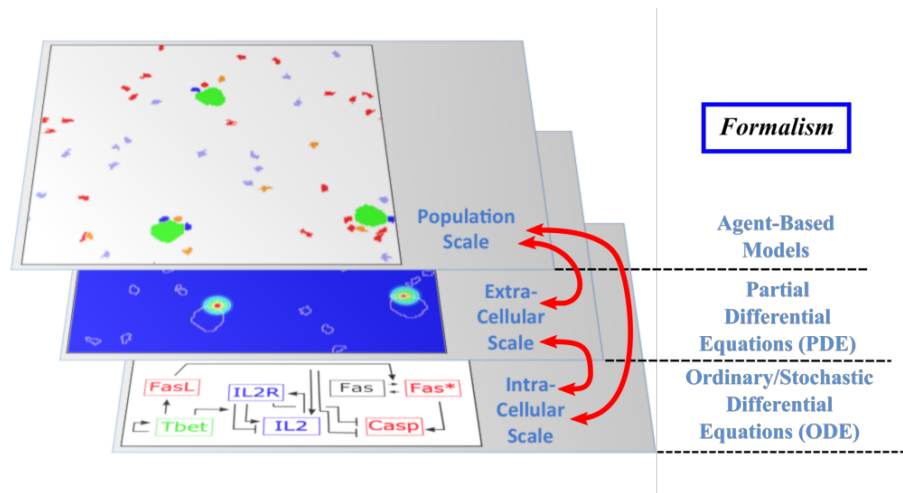 Formalism
Population
Scale
Agent-Based
Models
Extra-
Cellular
Scale
Partial
Differential
Equations (PDE)
Intra-
Cellular
Scale
Ordinary/Stochastic
Differential
Equations (ODE)
FasL
IL2R
Fas
Fas*
Tbet
IL2
Casp